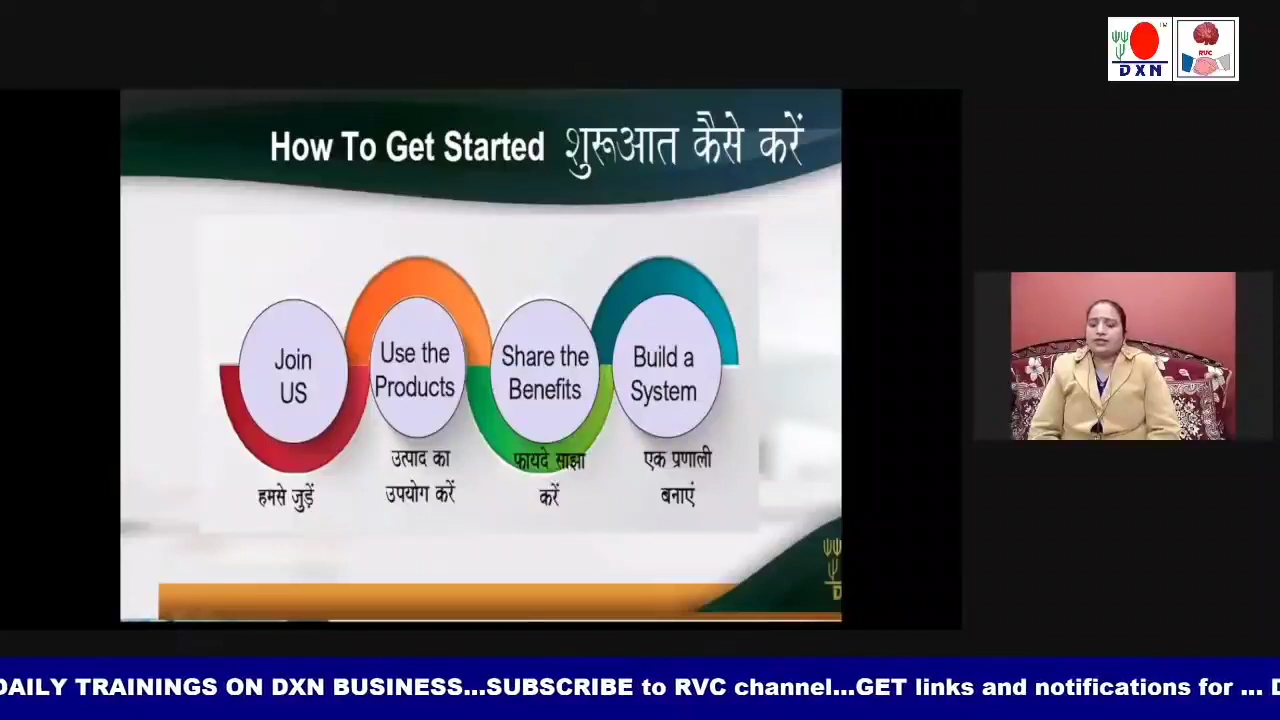 TM
DXN
RVC
How To Get Started शुरूआत कैसे करें
Join
US
Use the
Products
Share the
Benefits
Build a
System
हमसे जुड़ें
उत्पाद का
उपयोग करें
फायदे साझा
करें
एक प्रणाली
बनाएं
D
DAILY TRAININGS ON DXN BUSINESS...SUBSCRIBE to RVC channel...GET links and notifications for ... D